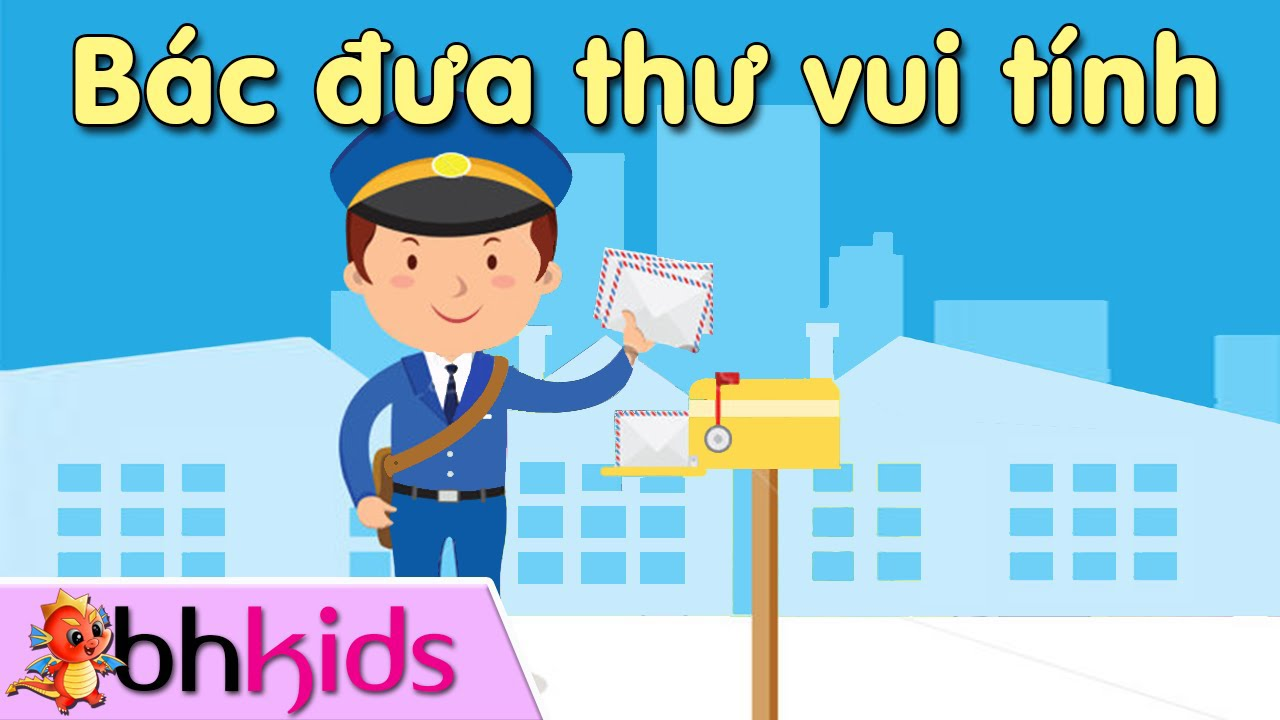 Bác đưa thư vui tính
bhkids